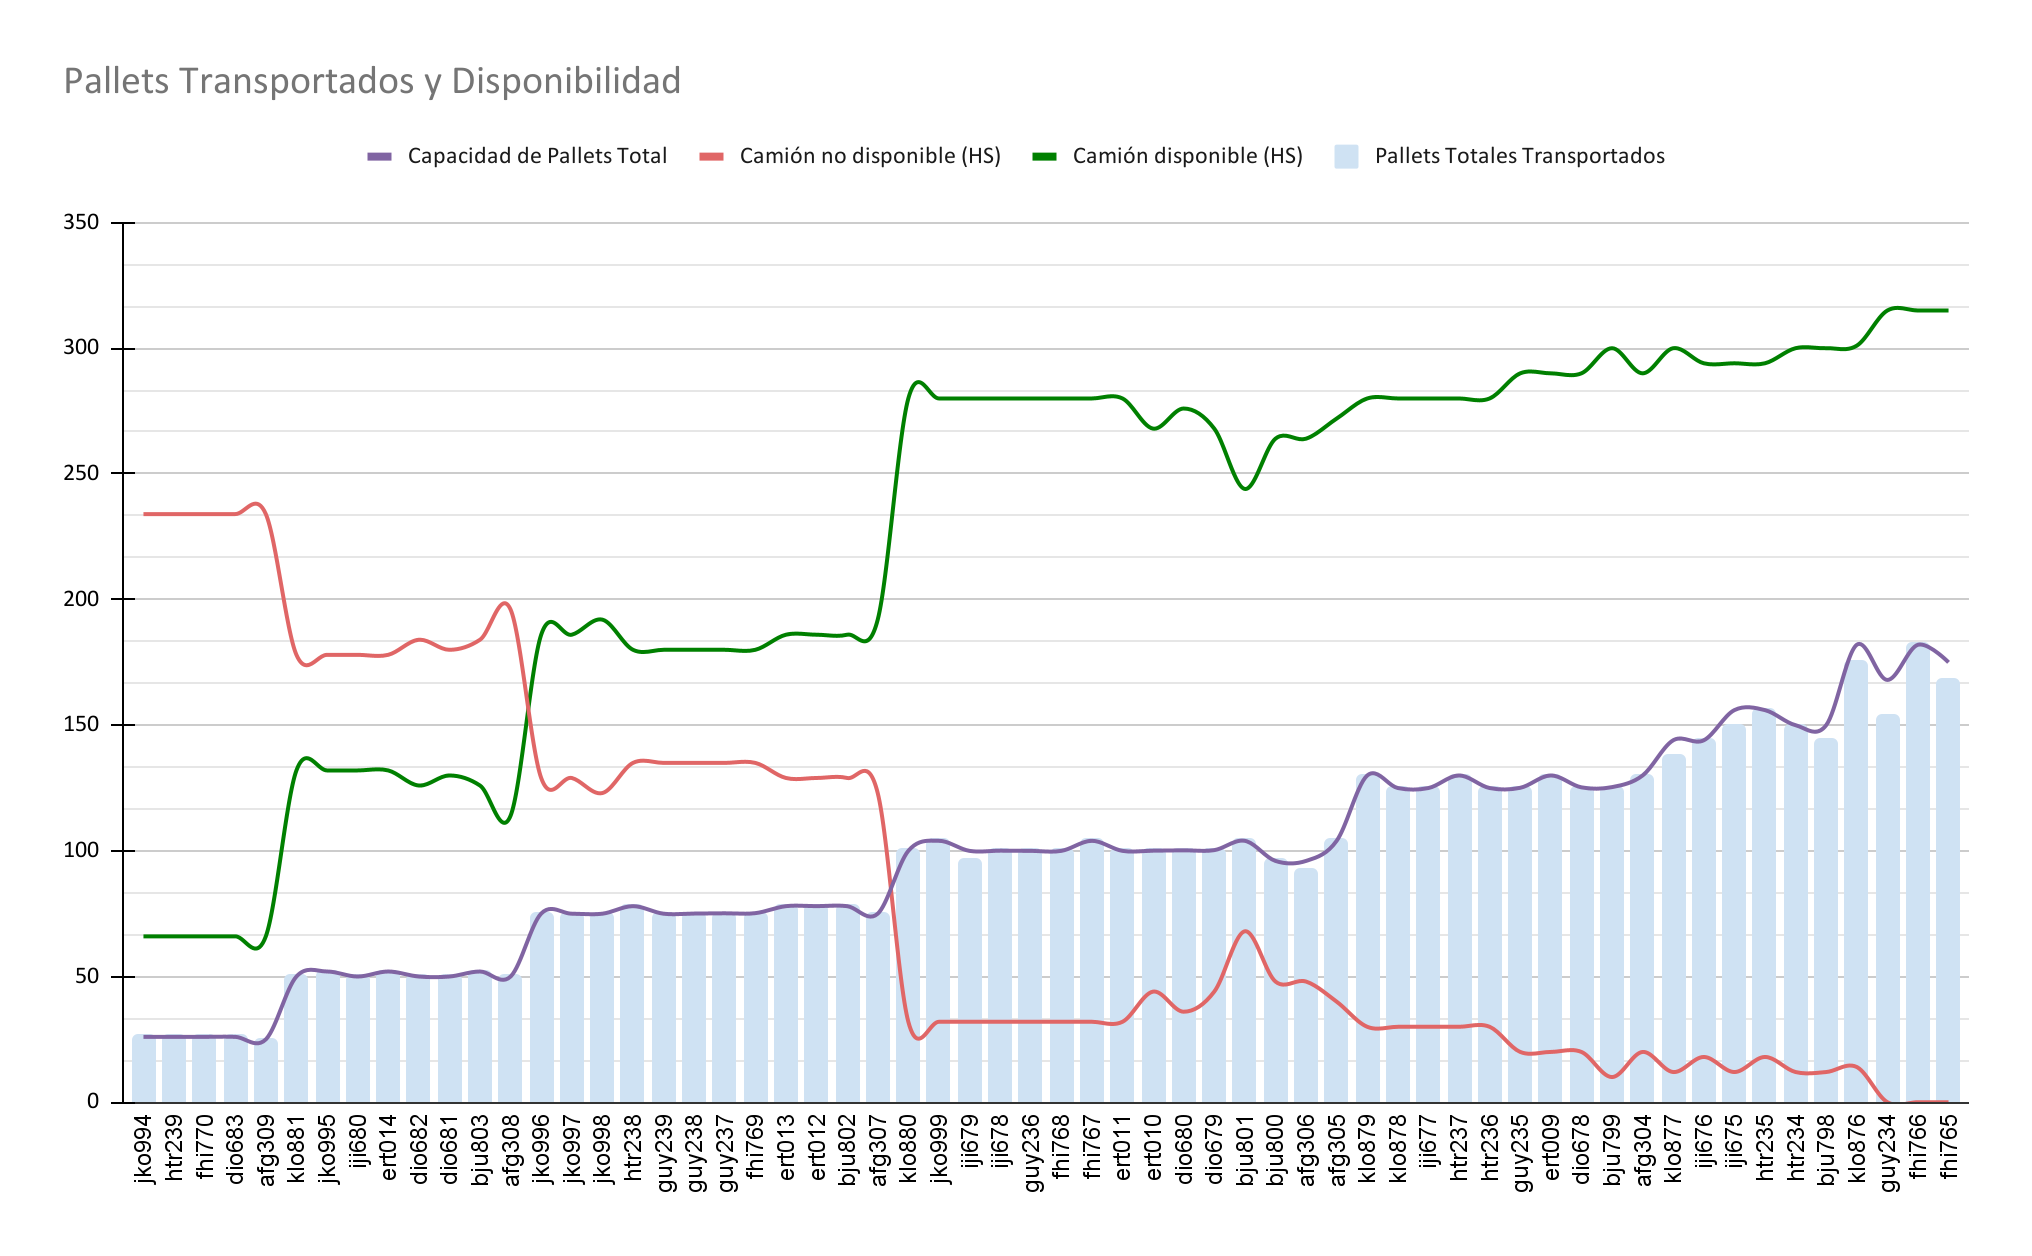 Pallets Transportados y Disponibilidad
Capacidad de Pallets Total
Camión no disponible (HS)
Camión disponible (HS)
Pallets Totales Transportados
350
300
250
200
150
100
50
0
jko994
htr239
fhi770
dio683
afg309
klo881
jko995
iji680
ert014
dio682
dio681
bju803
afg308
jko996
jko997
jko998
htr238
guy239
guy238
guy237
fhi769
ert013
ert012
bju802
afg307
klo880
jko999
iji679
iji678
guy236
fhi768
fhi767
ert011
ert010
dio680
dio679
bju801
bju800
afg306
afg305
klo879
klo878
iji677
htr237
htr236
guy235
ert009
dio678
bju799
afg304
klo877
iji676
iji675
htr235
htr234
bju798
klo876
guy234
fhi766
fhi765